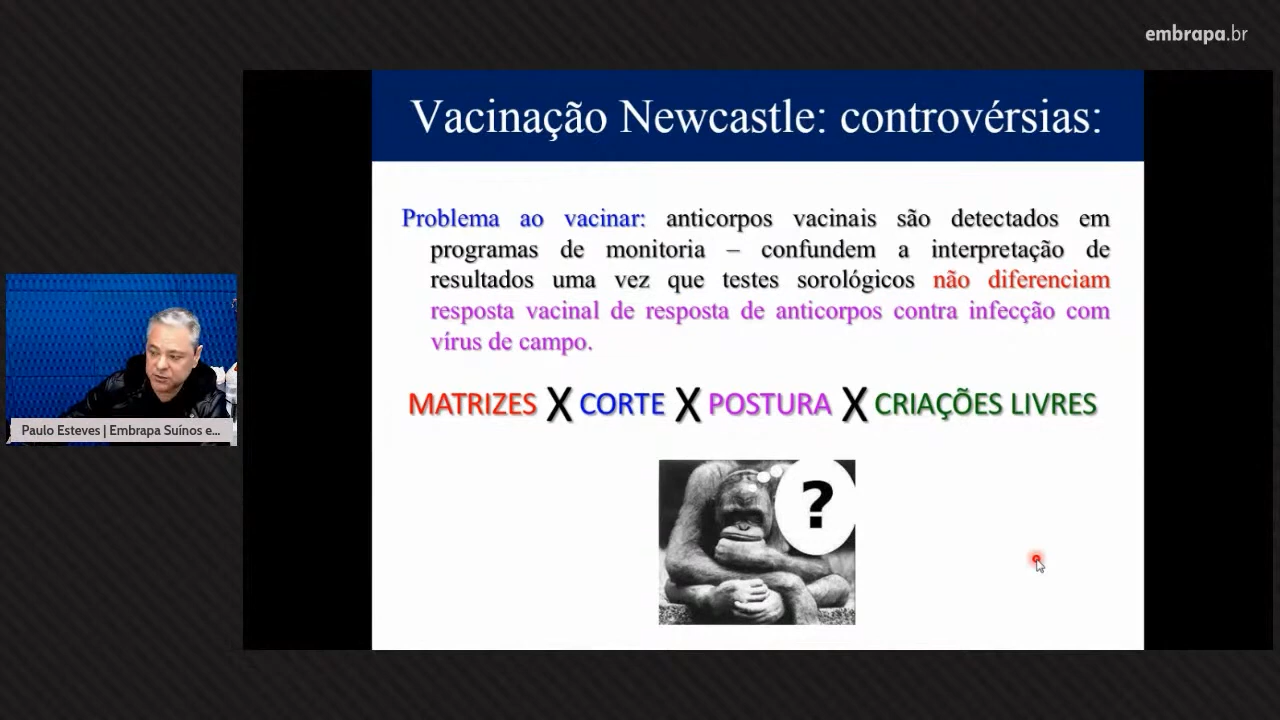 embrapa.br
Vacinação Newcastle: controvérsias:
Problema ao vacinar: anticorpos vacinais são detectados em
programas de monitoria – confundem a interpretação de
resultados uma vez que testes sorológicos não diferenciam
resposta vacinal de resposta de anticorpos contra infecção com
vírus de campo.
MATRIZES X CORTE X POSTURA X CRIAÇÕES LIVRES
?
Paulo Esteves | Embrapa Suínos e...